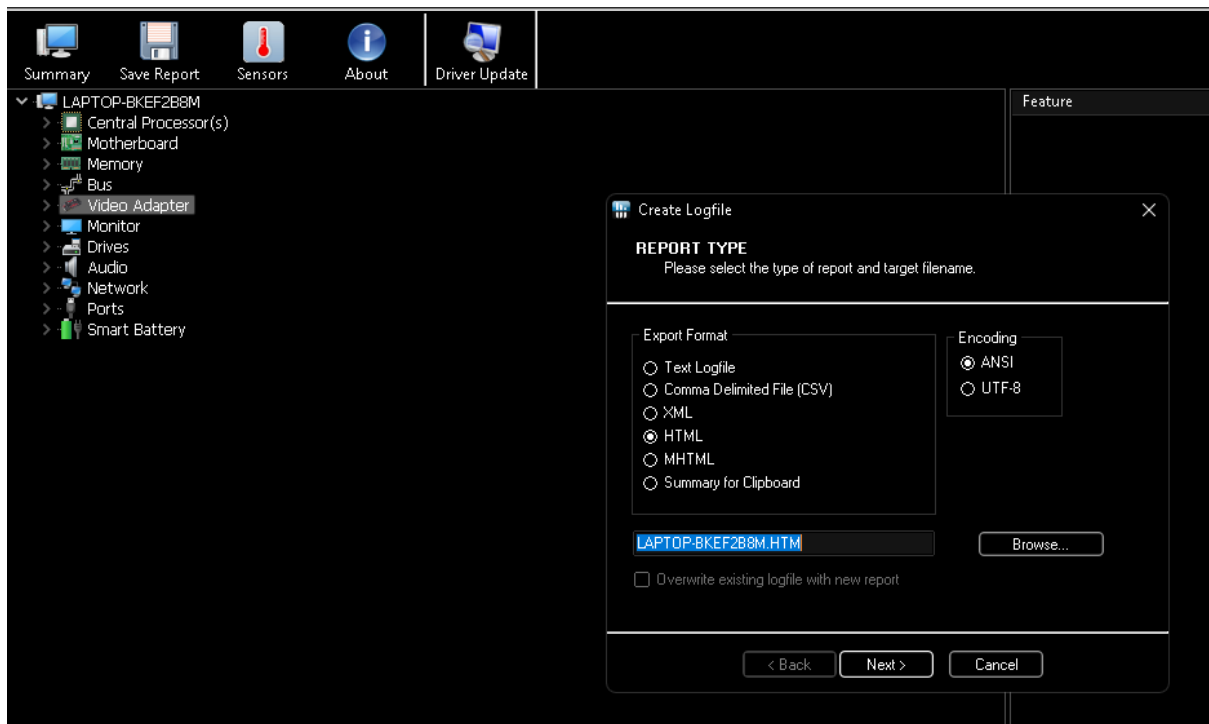 Summary
Save Report
Sensors
About
Driver Update
LAPTOP-BKEF2B8M
Central Processor(s)
Motherboard
Memory
Bus
Video Adapter
Monitor
Drives
Audio
Network
Ports
Smart Battery
Feature
Create Logfile
REPORT TYPE
Please select the type of report and target filename.
Export Format
Text Logfile
Comma Delimited File (CSV)
XML
HTML
MHTML
Summary for Clipboard
Encoding
ANSI
UTF-8
LAPTOP-BKEF2B8M.HTM
Browse...
Overwrite existing logfile with new report
< Back
Next >
Cancel